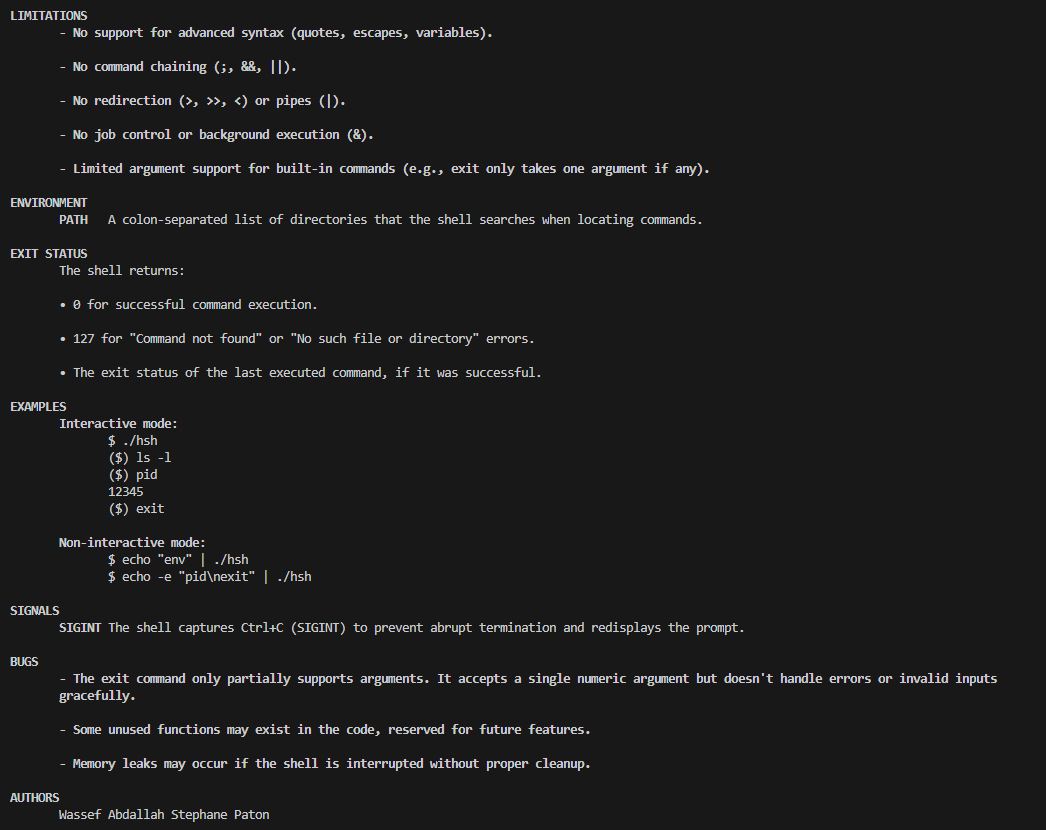 LIMITATIONS
- No support for advanced syntax (quotes, escapes, variables).
- No command chaining (;, &&, ||).
- No redirection (>, >>, <) or pipes (|).
- No job control or background execution (&).
- Limited argument support for built-in commands (e.g., exit only takes one argument if any).
ENVIRONMENT
PATH A colon-separated list of directories that the shell searches when locating commands.
EXIT STATUS
The shell returns:
• 0 for successful command execution.
• 127 for "Command not found" or "No such file or directory" errors.
• The exit status of the last executed command, if it was successful.
EXAMPLES
Interactive mode:
$ ./hsh
($) ls -l
($) pid
12345
($) exit
Non-interactive mode:
$ echo "env" | ./hsh
$ echo -e "pid\nexit" | ./hsh
SIGNALS
SIGINT The shell captures Ctrl+C (SIGINT) to prevent abrupt termination and redisplays the prompt.
BUGS
- The exit command only partially supports arguments. It accepts a single numeric argument but doesn't handle errors or invalid inputs
gracefully.
- Some unused functions may exist in the code, reserved for future features.
- Memory leaks may occur if the shell is interrupted without proper cleanup.
AUTHORS
Wassef Abdallah Stephane Paton